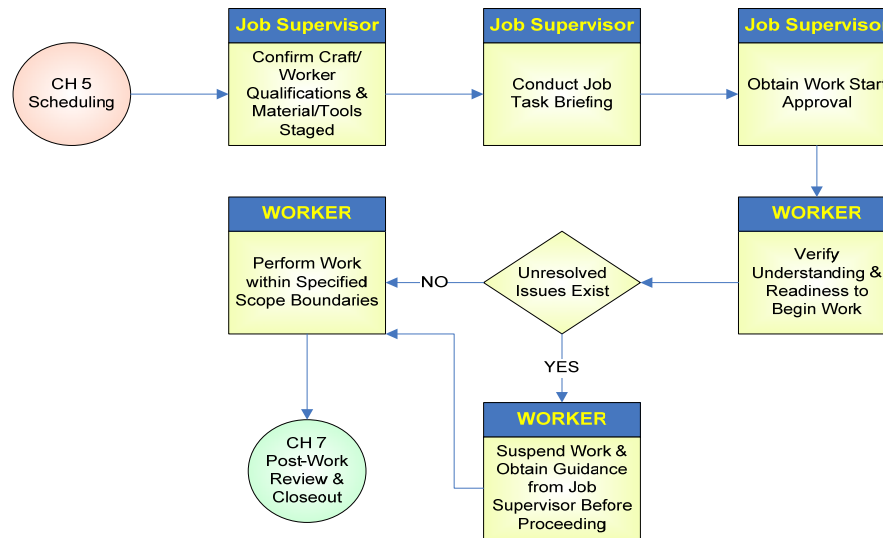 CH 5
Scheduling
Job Supervisor
Confirm Craft/
Worker
Qualifications &
Material/Tools
Staged
Job Supervisor
Conduct Job
Task Briefing
Job Supervisor
Obtain Work Start
Approval
WORKER
Verify
Understanding &
Readiness to
Begin Work
Unresolved
Issues Exist
NO
YES
WORKER
Perform Work
within Specified
Scope Boundaries
WORKER
Suspend Work &
Obtain Guidance
from Job
Supervisor Before
Proceeding
CH 7
Post-Work
Review &
Closeout